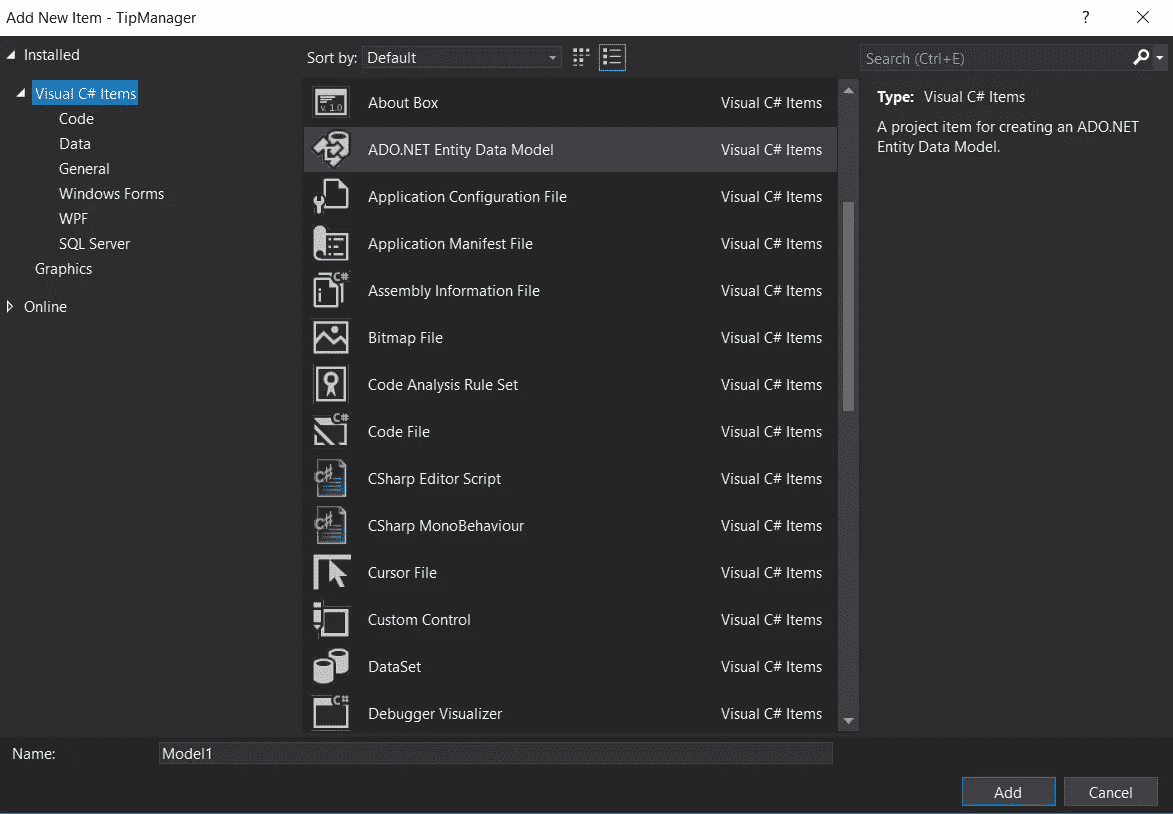 Add New Item - TipManager
?
Installed
Sort by: Default
Search (Ctrl+E)
Visual C# Items
Code
Data
General
Windows Forms
WPF
SQL Server
Graphics
Online
About Box Visual C# Items
ADO.NET Entity Data Model Visual C# Items
Application Configuration File Visual C# Items
Application Manifest File Visual C# Items
Assembly Information File Visual C# Items
Bitmap File Visual C# Items
Code Analysis Rule Set Visual C# Items
Code File Visual C# Items
CSharp Editor Script Visual C# Items
CSharp MonoBehaviour Visual C# Items
Cursor File Visual C# Items
Custom Control Visual C# Items
DataSet Visual C# Items
Debugger Visualizer Visual C# Items
Type: Visual C# Items
A project item for creating an ADO.NET
Entity Data Model.
Name: Model1
Add Cancel